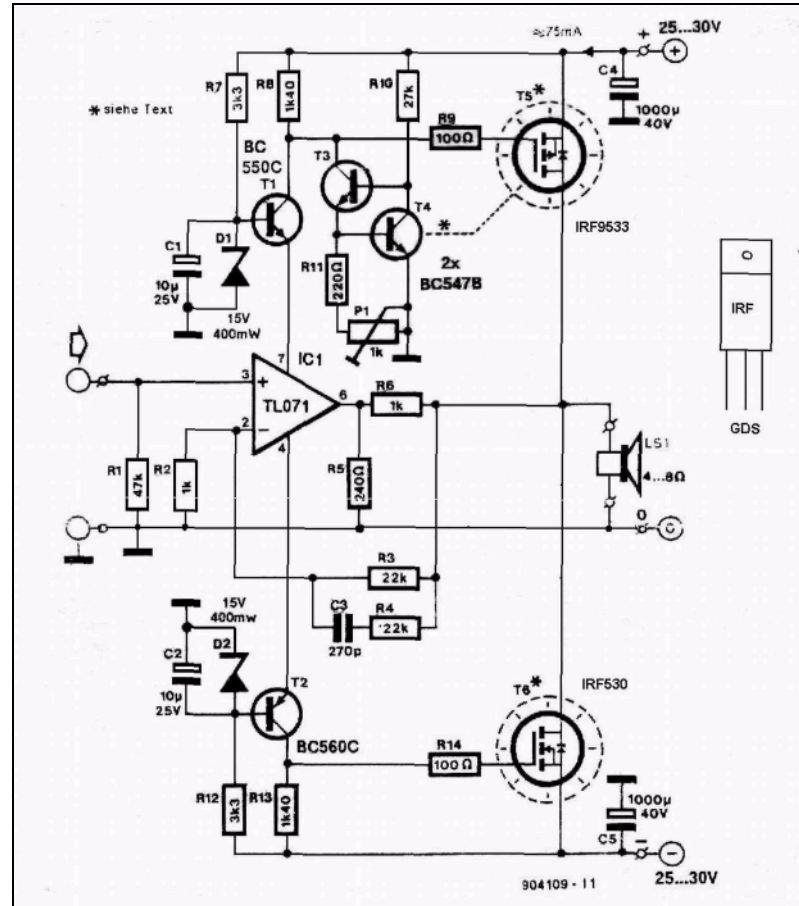 ≈75mA
+
25...30V
R7
3k3
R8
1k40
R10
27k
C4
1000µ
40V
* siehe Text
T5*
R9
100Ω
BC
550C
T1
T3
T4
*
IRF9533
C1
10µ
25V
D1
R11
220Ω
2x
BC547B
15V
400mW
P1
1k
IRF
GDS
7
IC1
3
+
TL071
6
R6
1k
2
−
4
R1
47k
R2
1k
R5
240Ω
LS1
4...8Ω
0
R3
22k
C3
270p
R4
22k
15V
400mw
C2
10µ
25V
D2
T2
BC560C
T6*
IRF530
R14
100Ω
R12
3k3
R13
1k40
1000µ
40V
C5
−
25...30V
904109 - 11